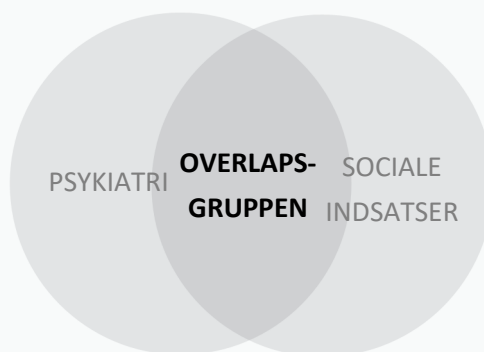 PSYKIATRI
OVERLAPS-
GRUPPEN
SOCIALE
INDSATSER